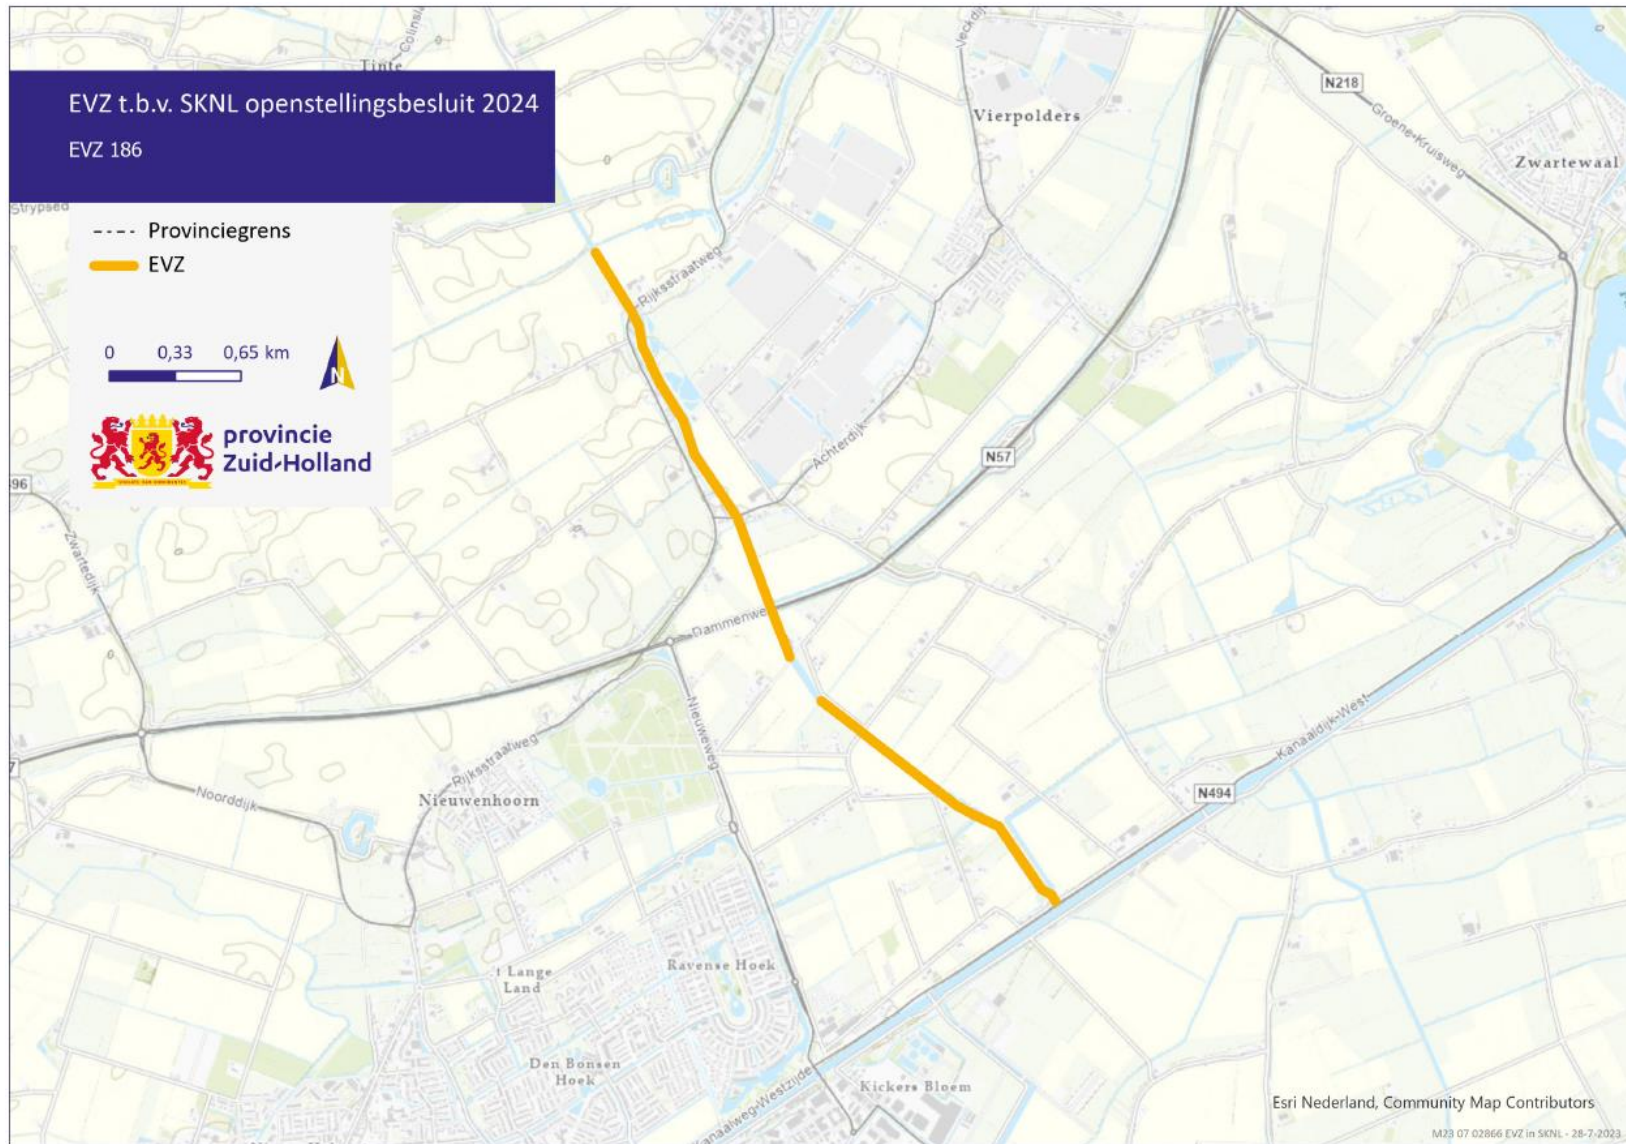 Tinte
EVZ t.b.v. SKNL openstellingsbesluit 2024
EVZ 186
Provinciegrens
EVZ
0 0,33 0,65 km
N
provincie
Zuid-Holland
N218
Groene-Kruisweg
Vierpolders
Zwartewaal
Rijksstraatweg
Achterdijk
N57
Zwartedijk
Dammenweg
Nieuweweg
Rijksstraatweg
Noorddijk
Nieuwenhoorn
Kanaaldijk-West
N494
t Lange
Land
Ravense Hoek
Den Bonsen
Hoek
Kickers Bloem
Kanaalweg-Westzijde
Esri Nederland, Community Map Contributors
M23 07 02866 EVZ in SKNL - 28-7-2023